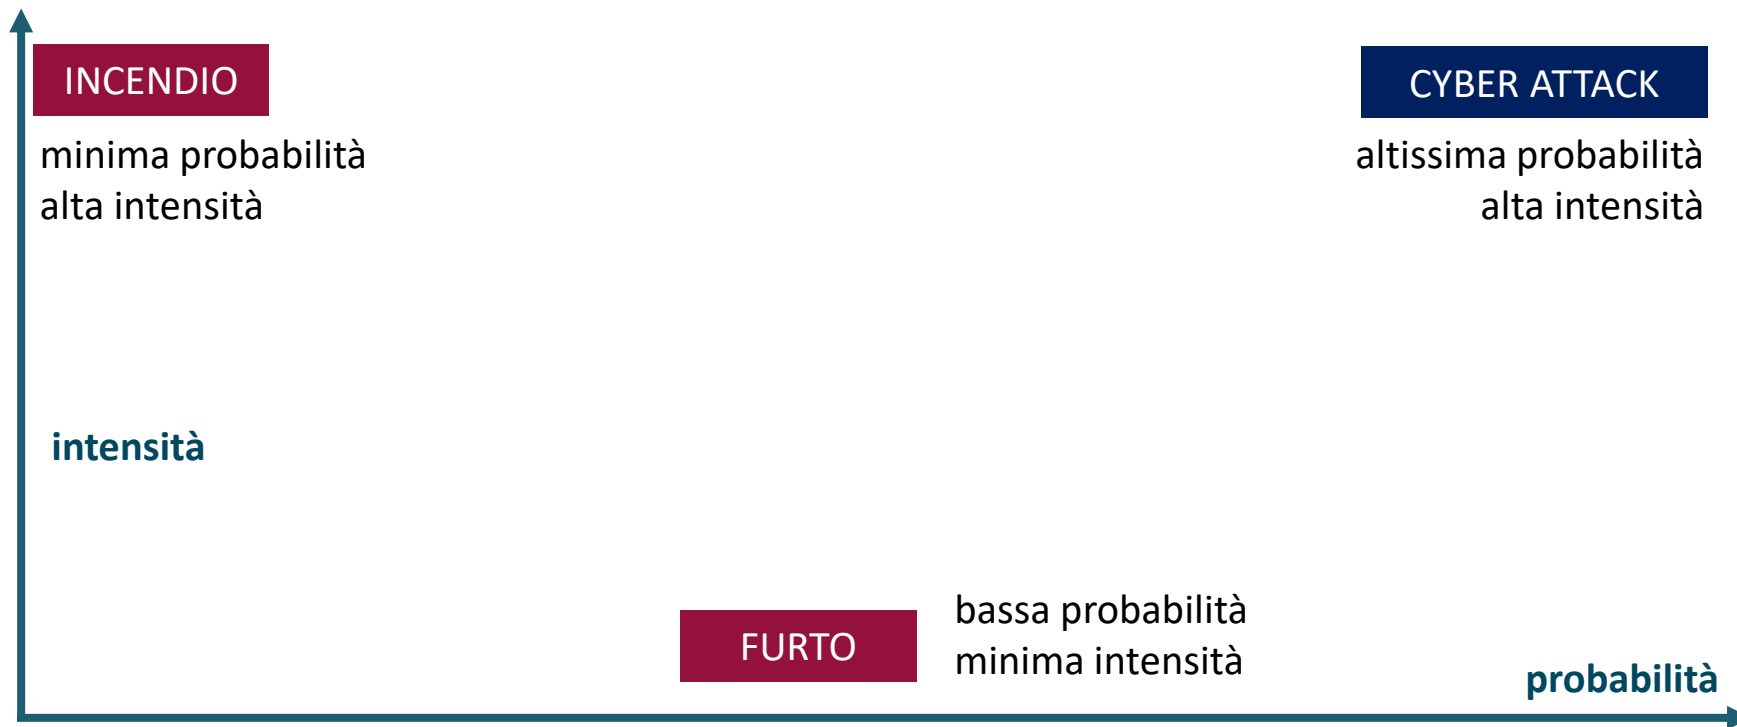 INCENDIO
minima probabilità
alta intensità
CYBER ATTACK
altissima probabilità
alta intensità
intensità
FURTO
bassa probabilità
minima intensità
probabilità